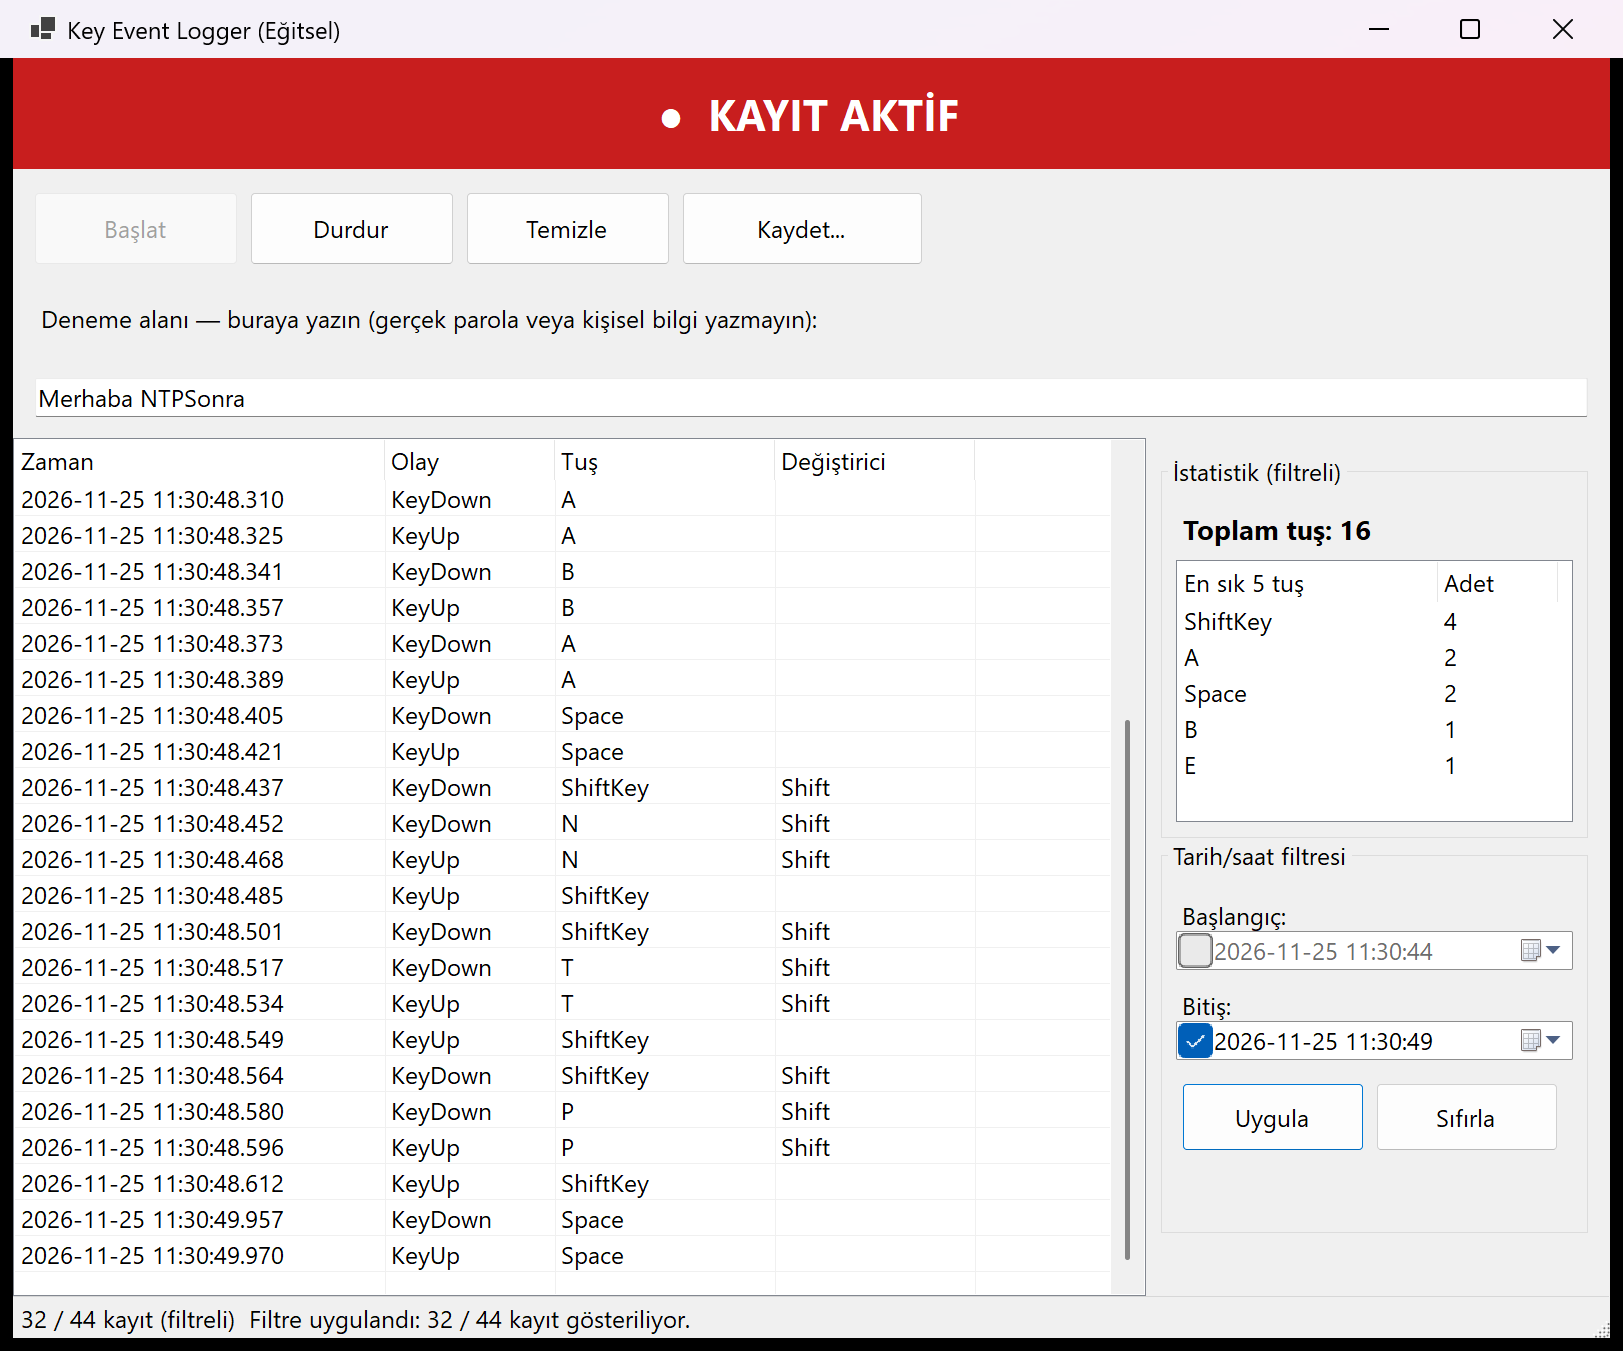 Key Event Logger (Eğitsel)
● KAYIT AKTİF
Başlat Durdur Temizle Kaydet...
Deneme alanı — buraya yazın (gerçek parola veya kişisel bilgi yazmayın):
Merhaba NTPSonra
Zaman Olay Tuş Değiştirici
2026-11-25 11:30:48.310 KeyDown A
2026-11-25 11:30:48.325 KeyUp A
2026-11-25 11:30:48.341 KeyDown B
2026-11-25 11:30:48.357 KeyUp B
2026-11-25 11:30:48.373 KeyDown A
2026-11-25 11:30:48.389 KeyUp A
2026-11-25 11:30:48.405 KeyDown Space
2026-11-25 11:30:48.421 KeyUp Space
2026-11-25 11:30:48.437 KeyDown ShiftKey Shift
2026-11-25 11:30:48.452 KeyDown N Shift
2026-11-25 11:30:48.468 KeyUp N Shift
2026-11-25 11:30:48.485 KeyUp ShiftKey
2026-11-25 11:30:48.501 KeyDown ShiftKey Shift
2026-11-25 11:30:48.517 KeyDown T Shift
2026-11-25 11:30:48.534 KeyUp T Shift
2026-11-25 11:30:48.549 KeyUp ShiftKey
2026-11-25 11:30:48.564 KeyDown ShiftKey Shift
2026-11-25 11:30:48.580 KeyDown P Shift
2026-11-25 11:30:48.596 KeyUp P Shift
2026-11-25 11:30:48.612 KeyUp ShiftKey
2026-11-25 11:30:49.957 KeyDown Space
2026-11-25 11:30:49.970 KeyUp Space
İstatistik (filtreli)
Toplam tuş: 16
En sık 5 tuş Adet
ShiftKey 4
A 2
Space 2
B 1
E 1
Tarih/saat filtresi
Başlangıç:
2026-11-25 11:30:44
Bitiş:
2026-11-25 11:30:49
Uygula Sıfırla
32 / 44 kayıt (filtreli) Filtre uygulandı: 32 / 44 kayıt gösteriliyor.